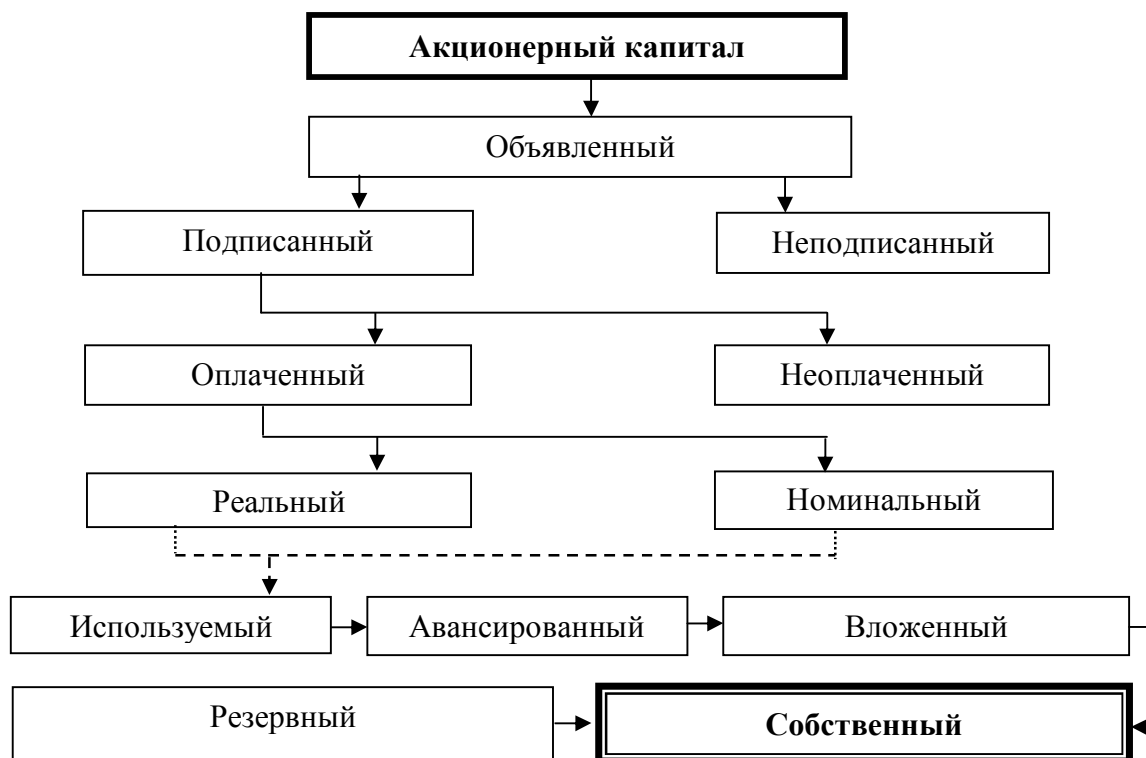 Акционерный капитал
Объявленный
Подписанный
Неподписанный
Оплаченный
Неоплаченный
Реальный
Номинальный
Используемый
Авансированный
Вложенный
Резервный
Собственный